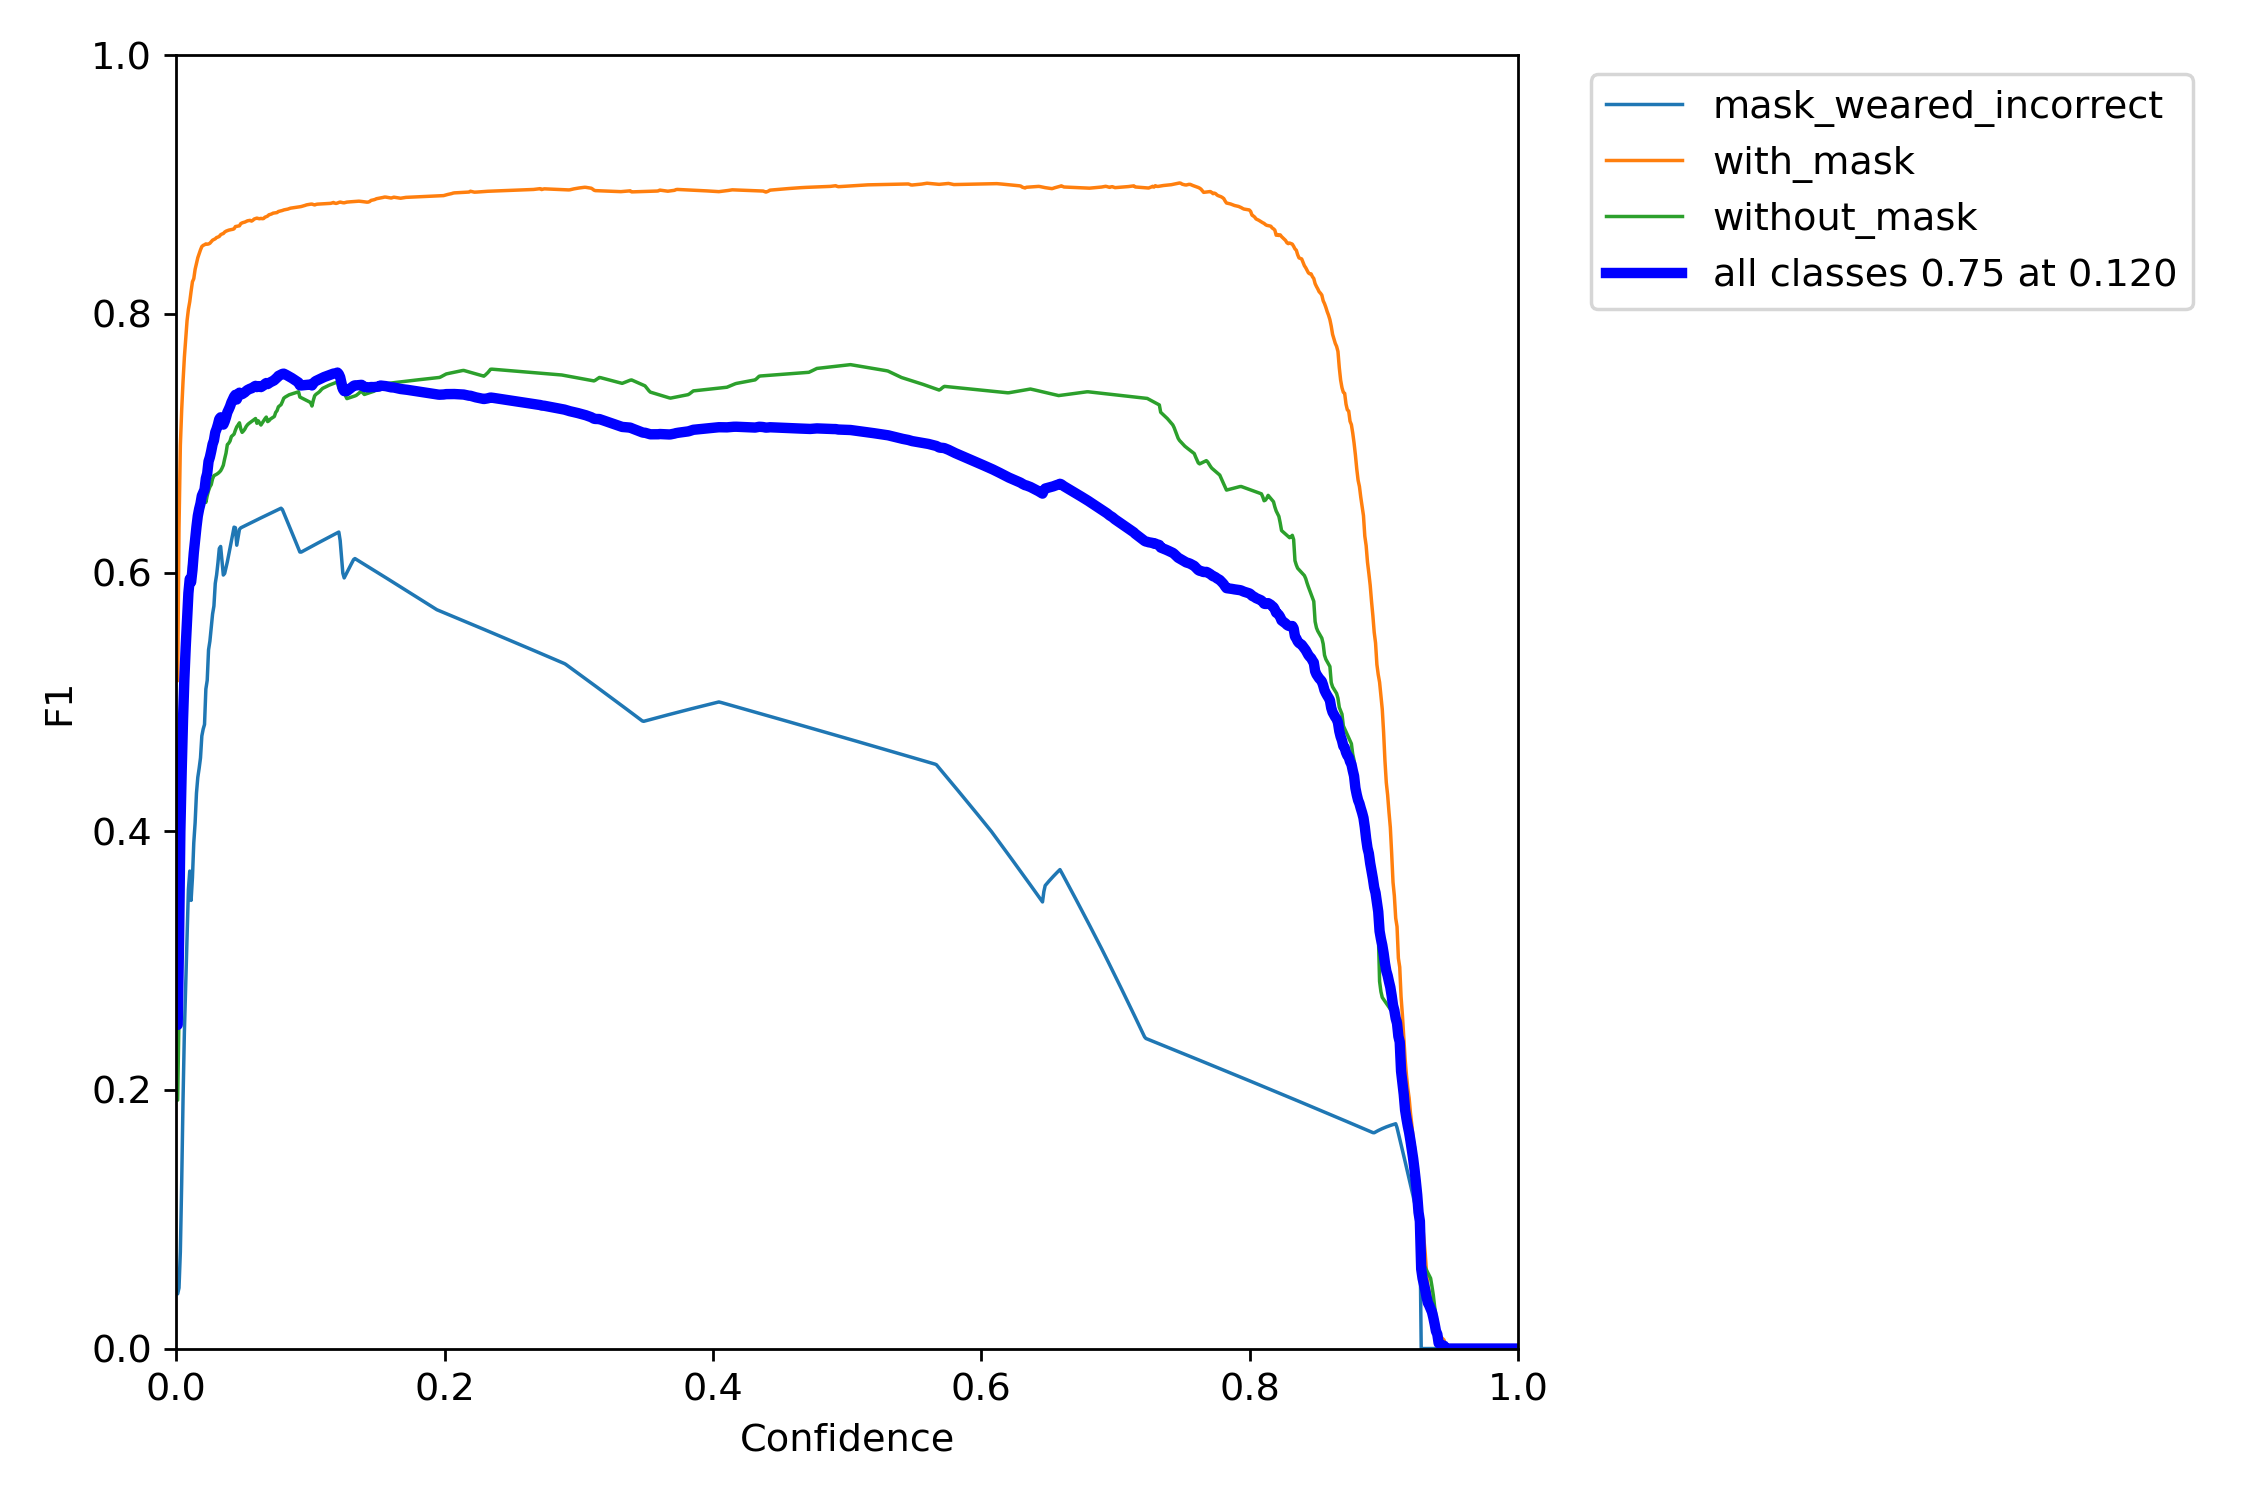 1.0
0.8
0.6
0.4
0.2
0.0
F1
0.0 0.2 0.4 0.6 0.8 1.0
Confidence
mask_weared_incorrect
with_mask
without_mask
all classes 0.75 at 0.120